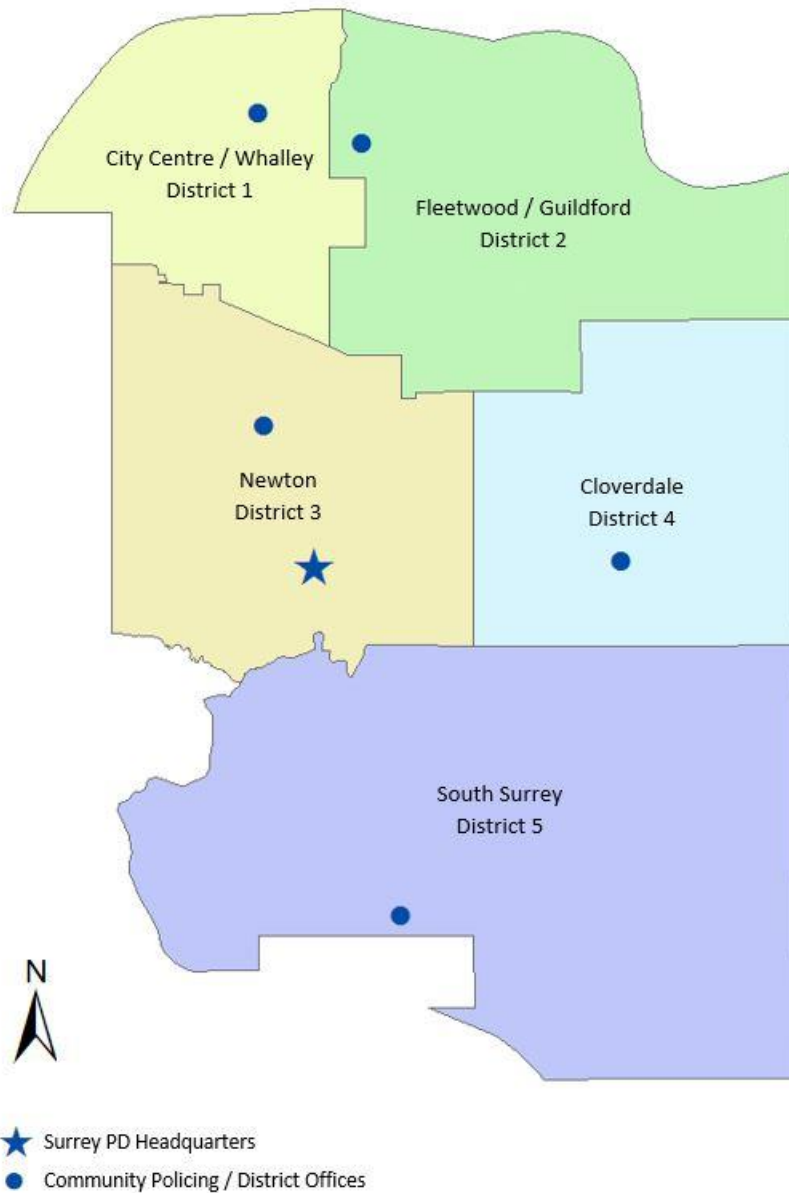 City Centre / Whalley
District 1
Fleetwood / Guildford
District 2
Newton
District 3
Cloverdale
District 4
South Surrey
District 5
N
Surrey PD Headquarters
Community Policing / District Offices